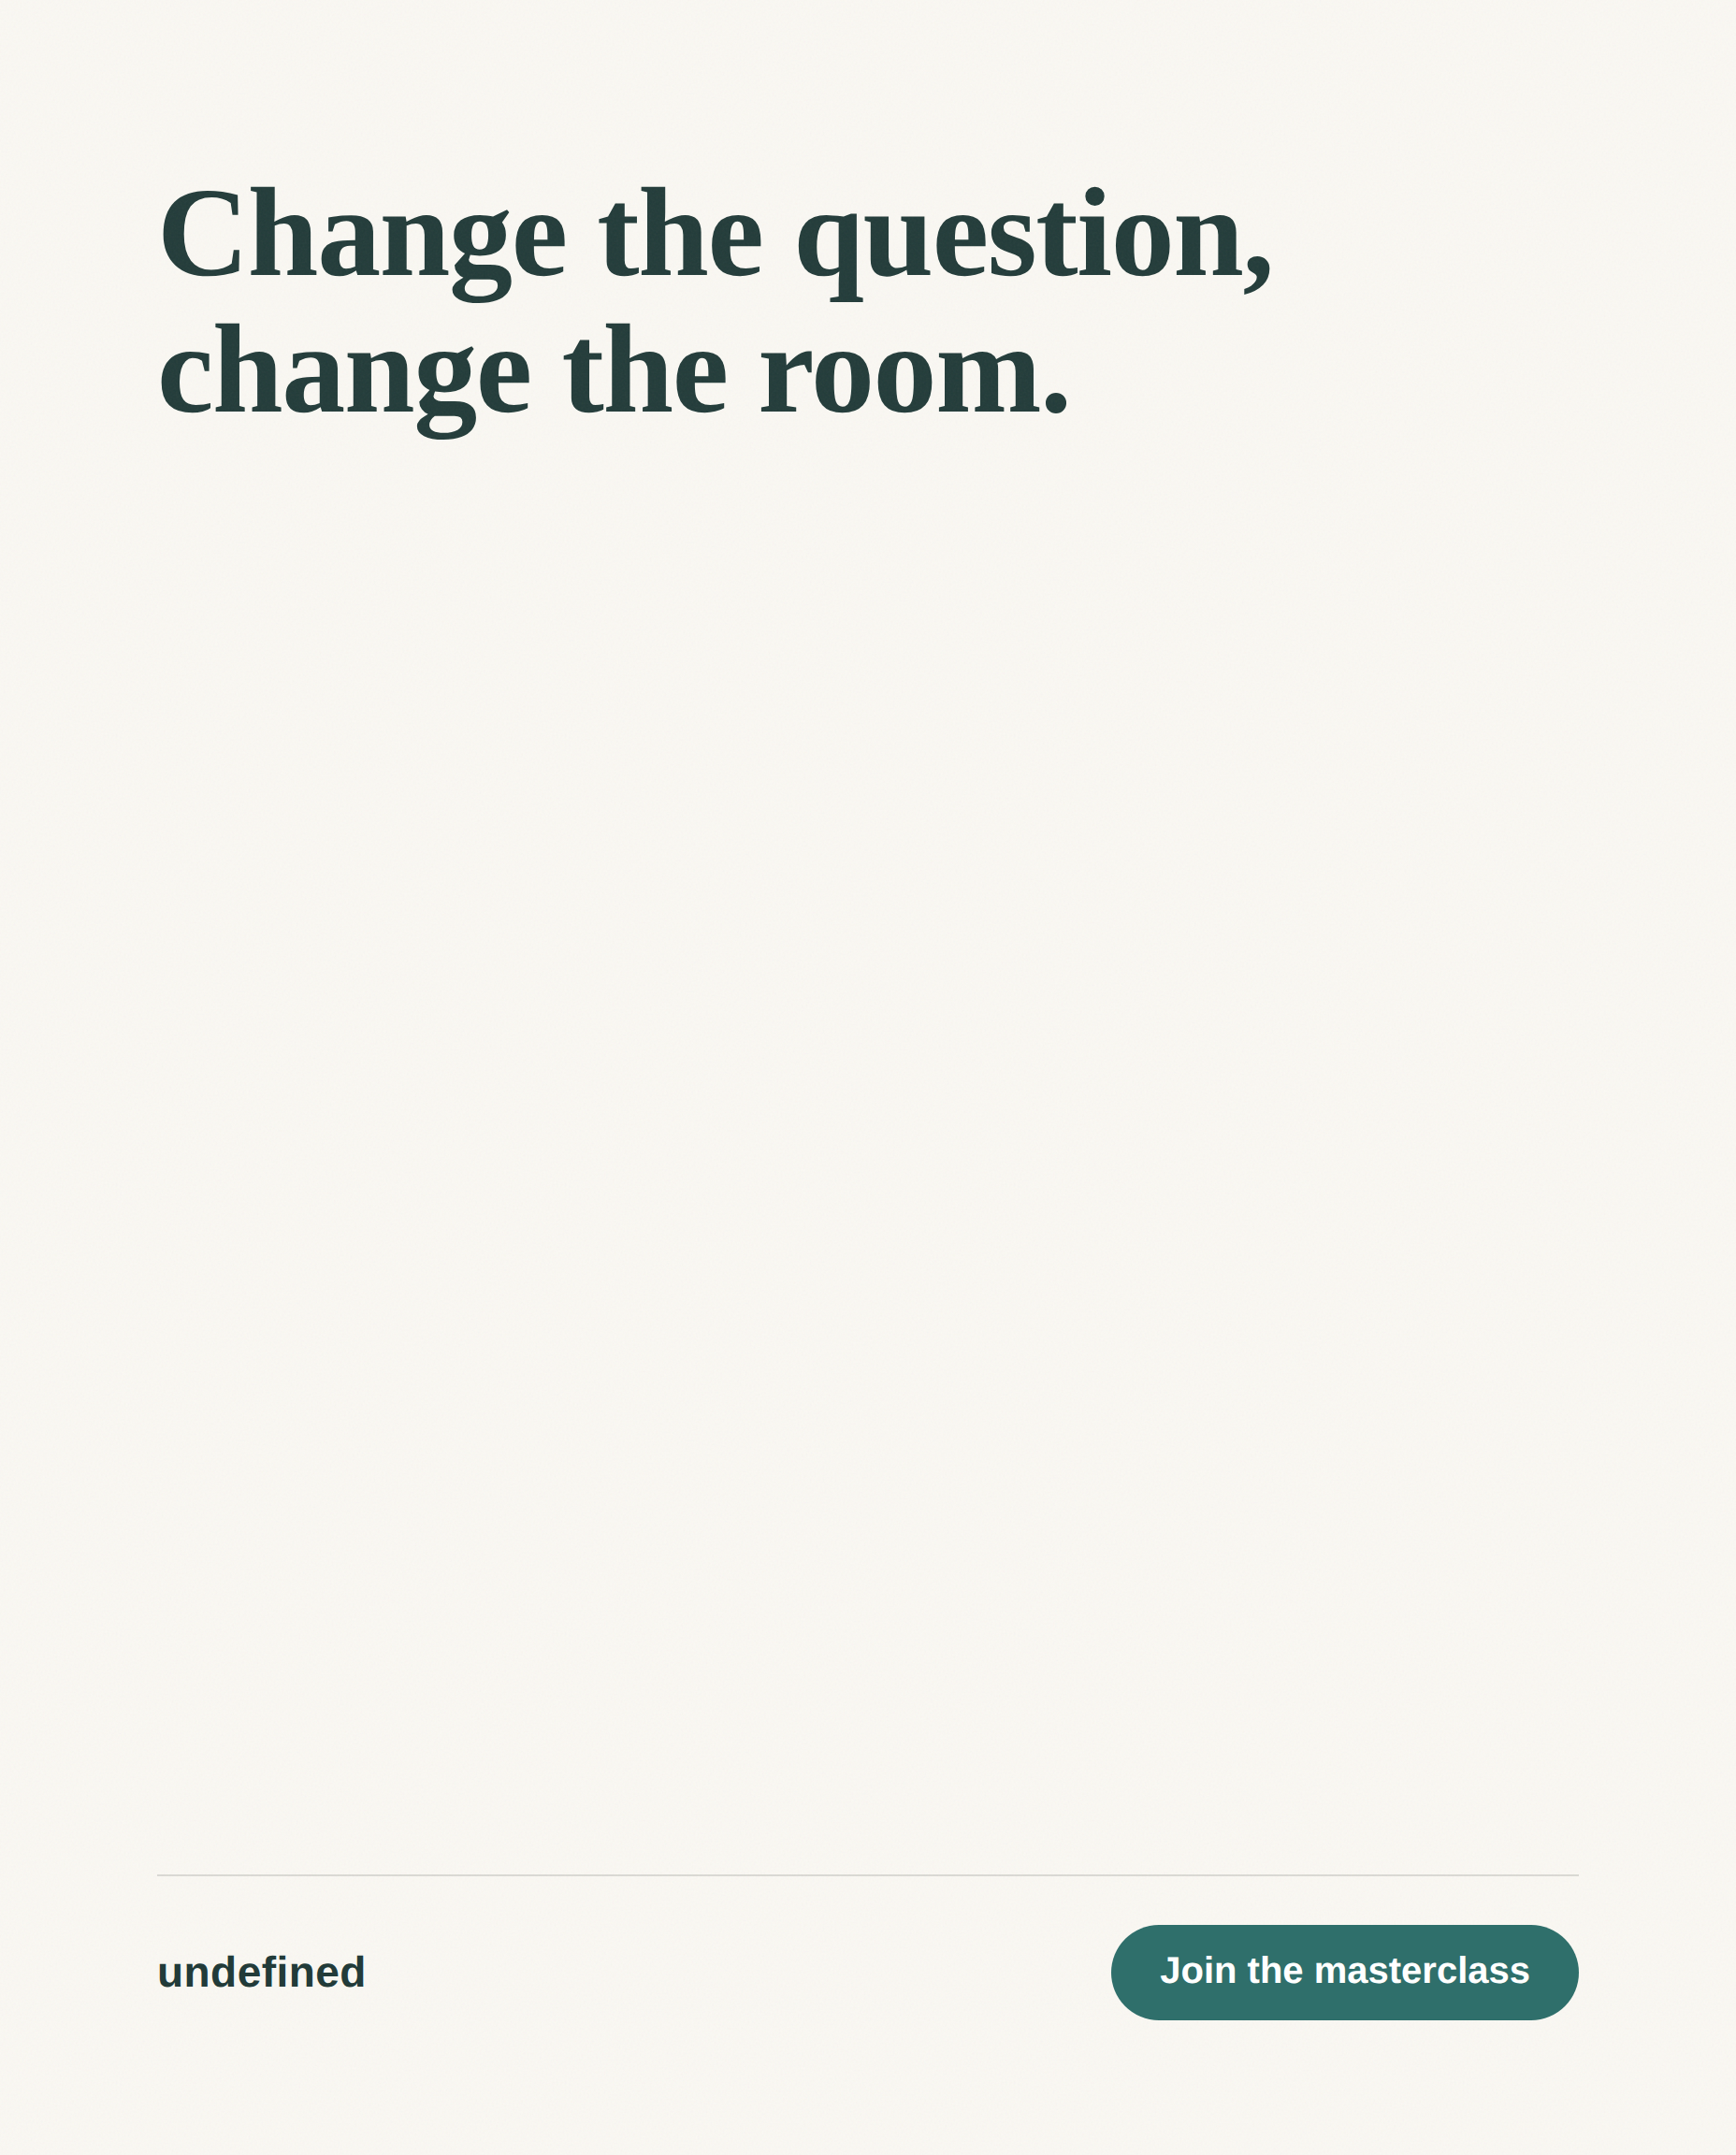 Change the question,
change the room.
undefined
Join the masterclass